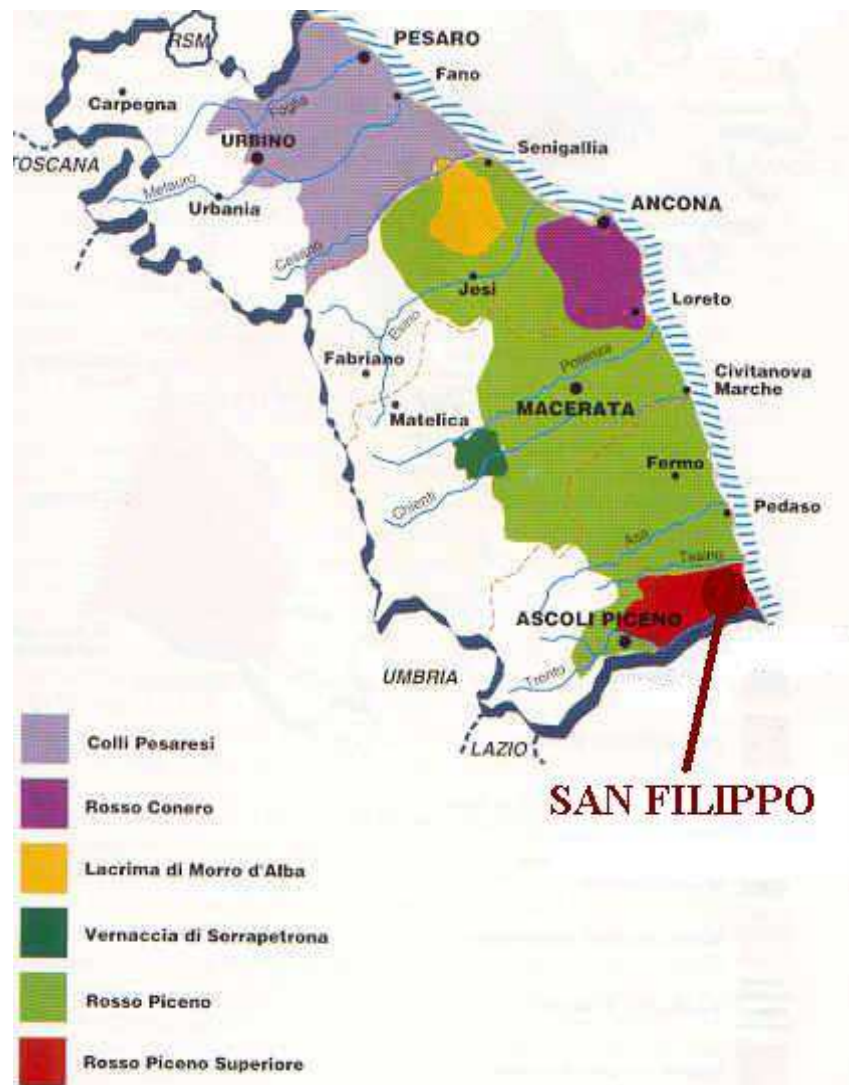 RSM
PESARO
Carpegna
Fano
Foglia
URBINO
TOSCANA
Senigallia
Metauro
Urbania
ANCONA
Cesano
Jesi
Loreto
Esino
Fabriano
Potenza
Civitanova
Marche
MACERATA
Matelica
Fermo
Chienti
Pedaso
Aso
Tesino
ASCOLI PICENO
UMBRIA
Tronto
LAZIO
SAN FILIPPO
Colli Pesaresi
Rosso Conero
Lacrima di Morro d'Alba
Vernaccia di Serrapetrona
Rosso Piceno
Rosso Piceno Superiore